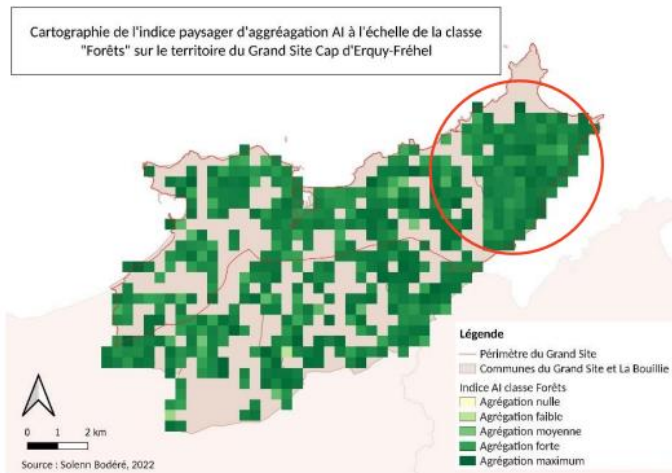 Cartographie de l'indice paysager d'aggréagation AI à l'échelle de la classe
"Forêts" sur le territoire du Grand Site Cap d'Erquy-Fréhel
Légende
Périmètre du Grand Site
Communes du Grand Site et La Bouillie
Indice AI classe Forêts
Agrégation nulle
Agrégation faible
Agrégation moyenne
Agrégation forte
Agrégation maximum
0 1 2 km
Source : Solenn Bodéré, 2022